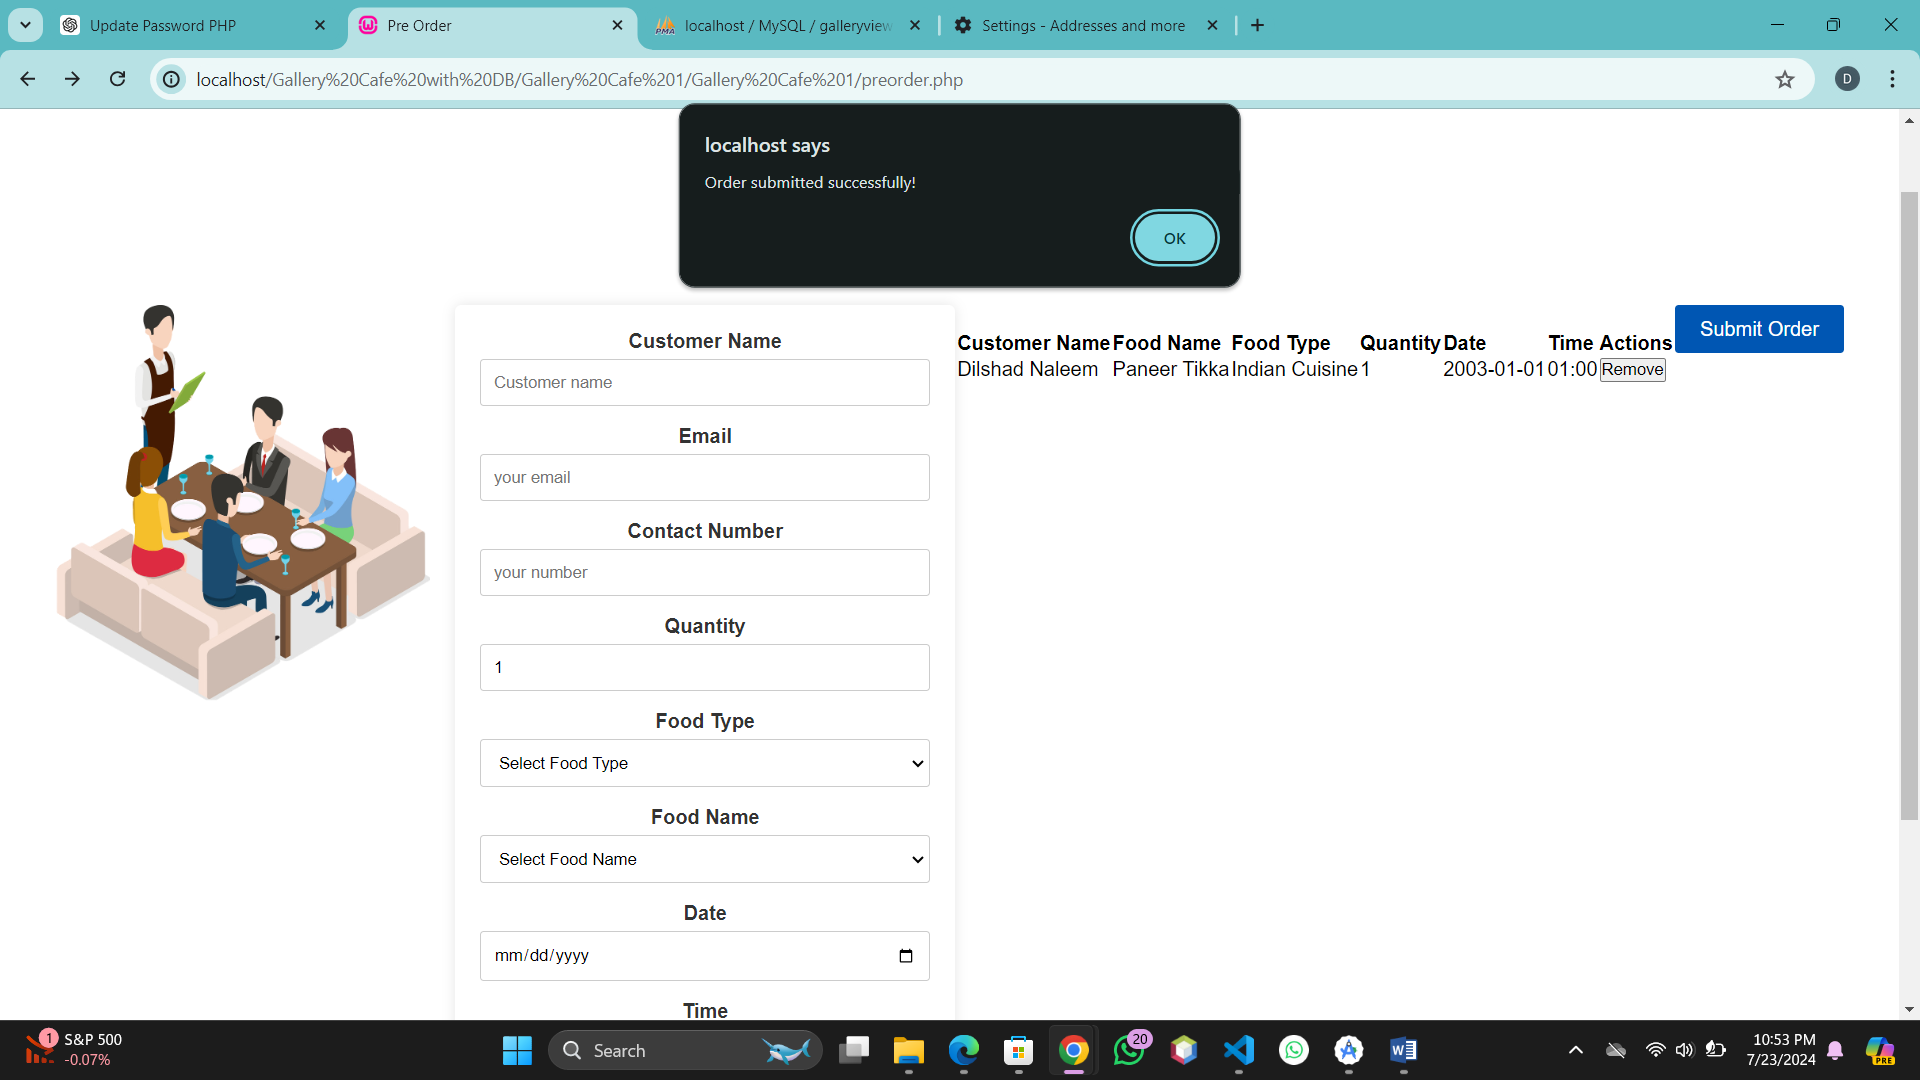 Update Password PHP
Pre Order
localhost / MySQL / galleryview
Settings - Addresses and more
localhost/Gallery%20Cafe%20with%20DB/Gallery%20Cafe%201/Gallery%20Cafe%201/preorder.php
D
localhost says
Order submitted successfully!
OK
Customer Name
Customer name
Email
your email
Contact Number
your number
Quantity
1
Food Type
Select Food Type
Food Name
Select Food Name
Date
mm/dd/yyyy
Time
Customer Name Food Name Food Type Quantity Date Time Actions
Dilshad Naleem Paneer Tikka Indian Cuisine 1 2003-01-01 01:00 Remove
Submit Order
1
S&P 500
-0.07%
Search
20
10:53 PM
7/23/2024
PRE
PMA
W